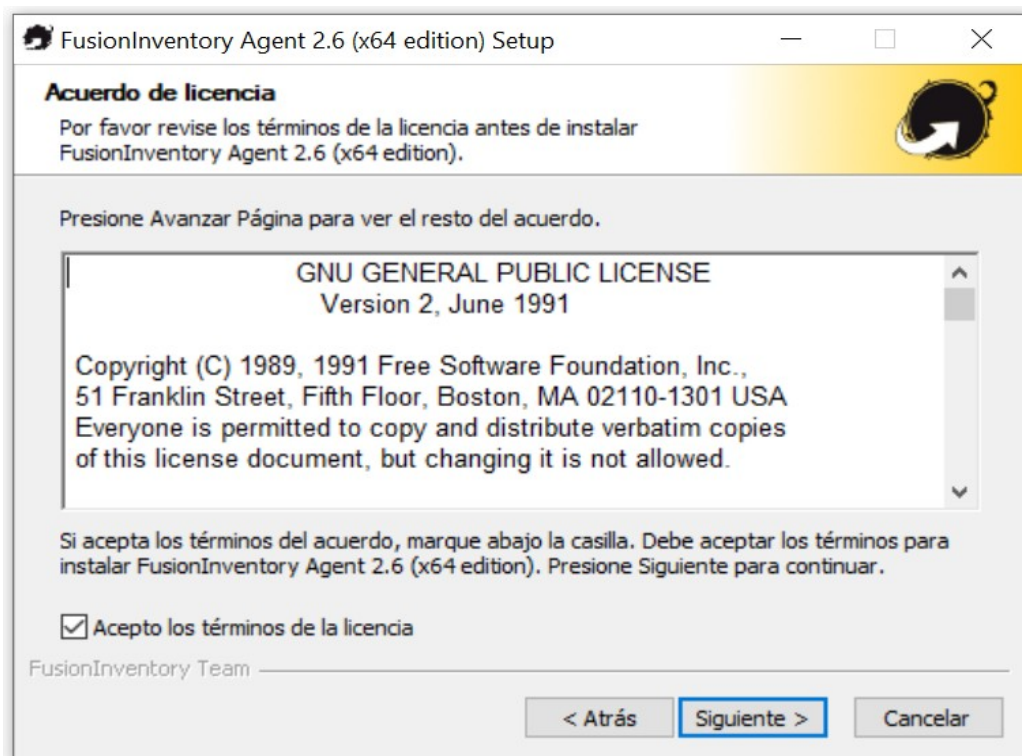 FusionInventory Agent 2.6 (x64 edition) Setup
Acuerdo de licencia
Por favor revise los términos de la licencia antes de instalar
FusionInventory Agent 2.6 (x64 edition).
Presione Avanzar Página para ver el resto del acuerdo.
GNU GENERAL PUBLIC LICENSE
Version 2, June 1991
Copyright (C) 1989, 1991 Free Software Foundation, Inc.,
51 Franklin Street, Fifth Floor, Boston, MA 02110-1301 USA
Everyone is permitted to copy and distribute verbatim copies
of this license document, but changing it is not allowed.
Si acepta los términos del acuerdo, marque abajo la casilla. Debe aceptar los términos para
instalar FusionInventory Agent 2.6 (x64 edition). Presione Siguiente para continuar.
Acepto los términos de la licencia
FusionInventory Team
< Atrás Siguiente > Cancelar